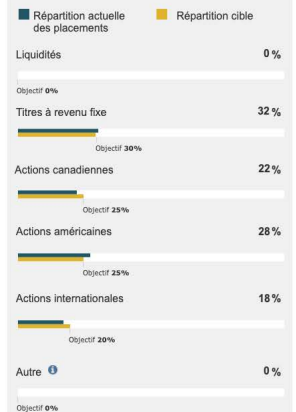 Répartition actuelle
des placements
Répartition cible
Liquidités 0 %
Objectif 0%
Titres à revenu fixe 32 %
Objectif 30%
Actions canadiennes 22 %
Objectif 25%
Actions américaines 28 %
Objectif 25%
Actions internationales 18 %
Objectif 20%
Autre i 0 %
Objectif 0%